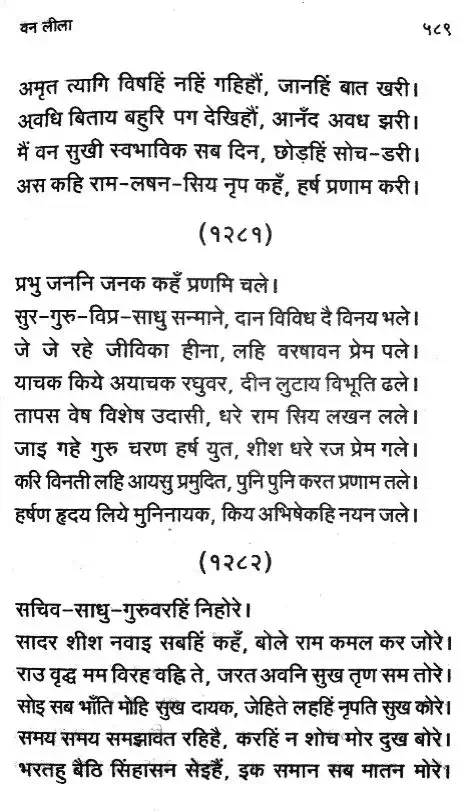 वन लीला
५८९
अमृत त्यागि विषहिं नहिं गहिहौं, जानहिं बात खरी।
अवधि बिताय बहुरि पग देखिहौं, आनँद अवध झरी।
मैं वन सुखी स्वभाविक सब दिन, छोड़हिं सोच-डरी।
अस कहि राम-लषन-सिय नृप कहँ, हर्ष प्रणाम करी।
(१२८१)
प्रभु जननि जनक कहँ प्रणमि चले।
सुर-गुरु-विप्र-साधु सन्माने, दान विविध दै विनय भले।
जे जे रहे जीविका हीना, लहि वरषावन प्रेम पले।
याचक किये अयाचक रघुवर, दीन लुटाय विभूति ढले।
तापस वेष विशेष उदासी, धरे राम सिय लखन लले।
जाइ गहे गुरु चरण हर्ष युत, शीश धरे रज प्रेम गले।
करि विनती लहि आयसु प्रमुदित, पुनि पुनि करत प्रणाम तले।
हर्षण हृदय लिये मुनिनायक, किय अभिषेकहि नयन जले।
(१२८२)
सचिव-साधु-गुरुवरहिं निहोरे।
सादर शीश नवाइ सबहिं कहँ, बोले राम कमल कर जोरे।
राउ वृद्ध मम विरह वह्नि ते, जरत अवनि सुख तृण सम तोरे।
सोइ सब भाँति मोहि सुख दायक, जेहिते लहहिं नृपति सुख कोरे।
समय समय समझावत रहिहै, करहिं न शोच मोर दुख बोरे।
भरतहु बैठि सिंहासन सेइहैं, इक समान सब मातन मोरे।